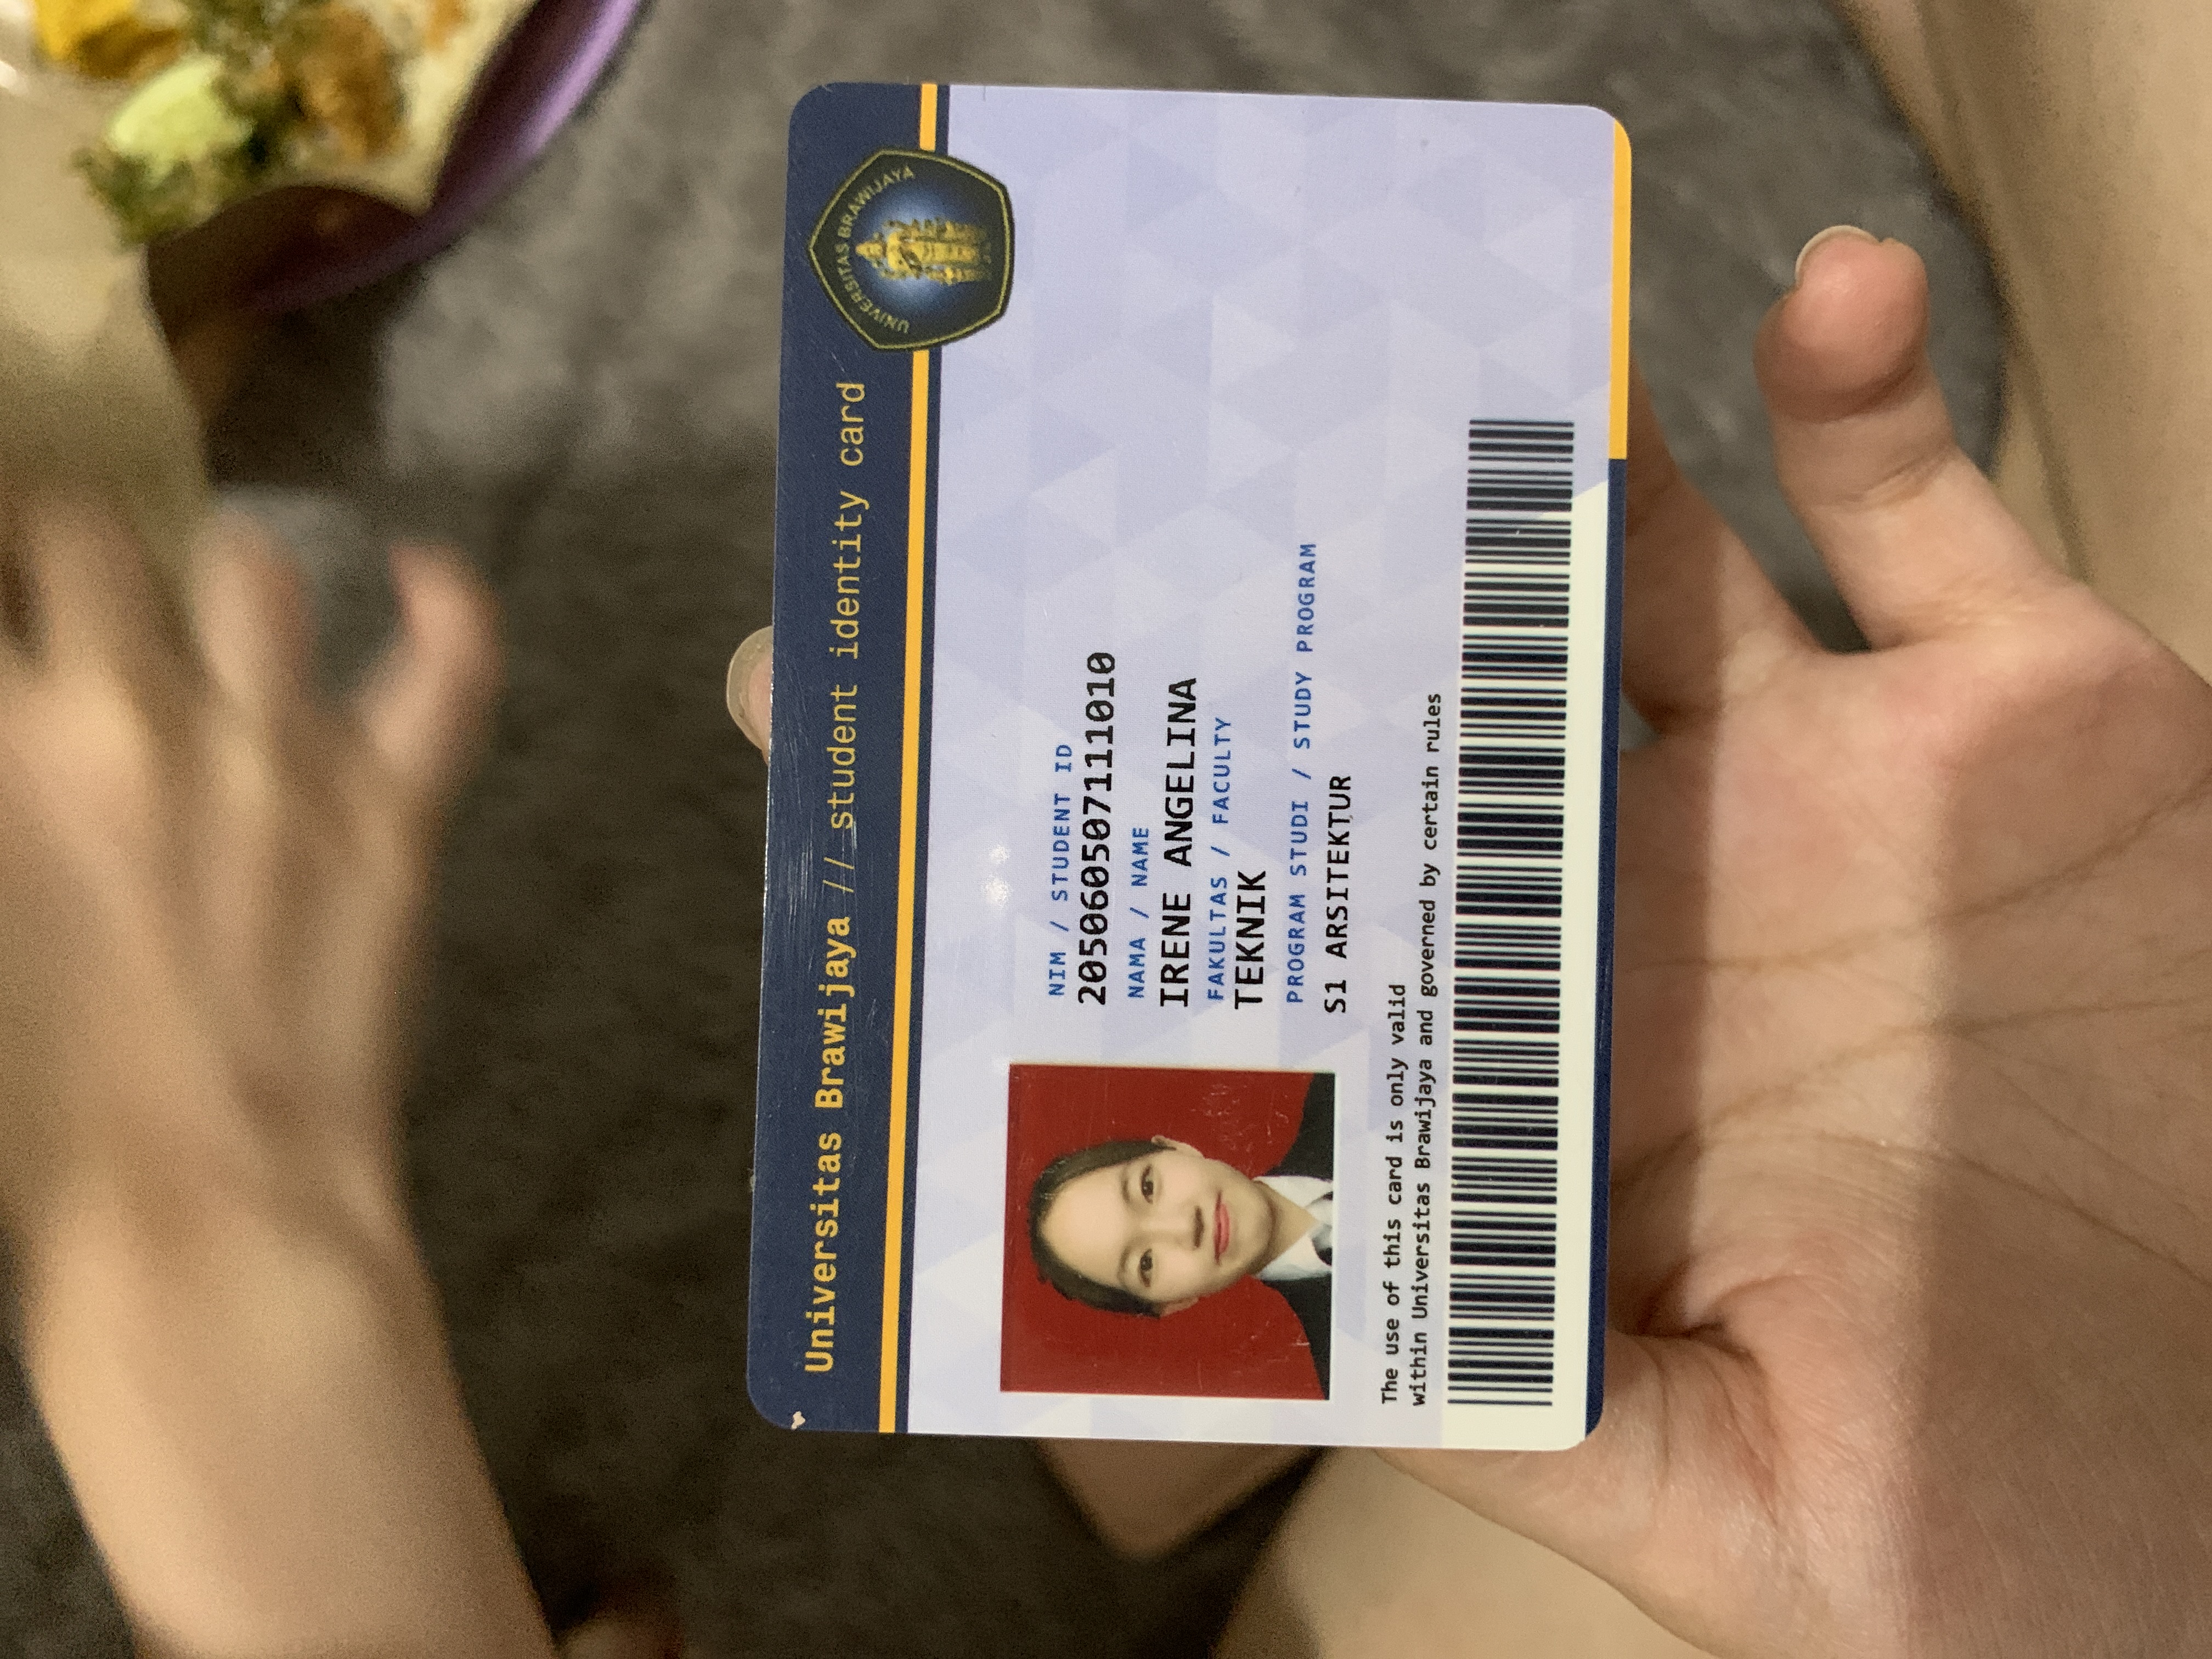 Universitas Brawijaya // student identity card
UNIVERSITAS BRAWIJAYA
NIM / STUDENT ID
205060507111010
NAMA / NAME
IRENE ANGELINA
FAKULTAS / FACULTY
TEKNIK
PROGRAM STUDI / STUDY PROGRAM
S1 ARSITEKTUR
The use of this card is only valid
within Universitas Brawijaya and governed by certain rules